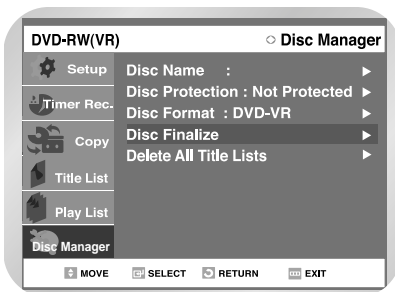 DVD-RW(VR) Disc Manager
Setup
Timer Rec.
Copy
Title List
Play List
Disc Manager
Disc Name :
Disc Protection : Not Protected
Disc Format : DVD-VR
Disc Finalize
Delete All Title Lists
MOVE SELECT RETURN EXIT